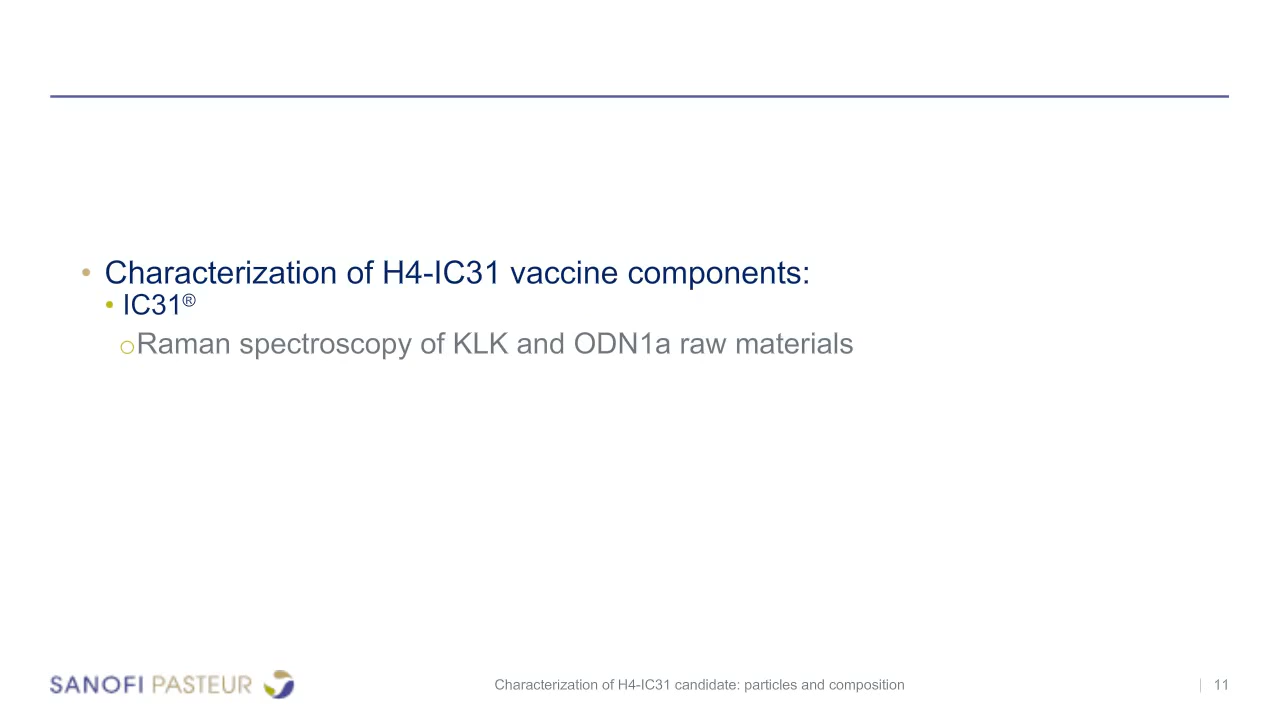 • Characterization of H4-IC31 vaccine components:
• IC31®
oRaman spectroscopy of KLK and ODN1a raw materials
SANOFI PASTEUR
Characterization of H4-IC31 candidate: particles and composition
| 11